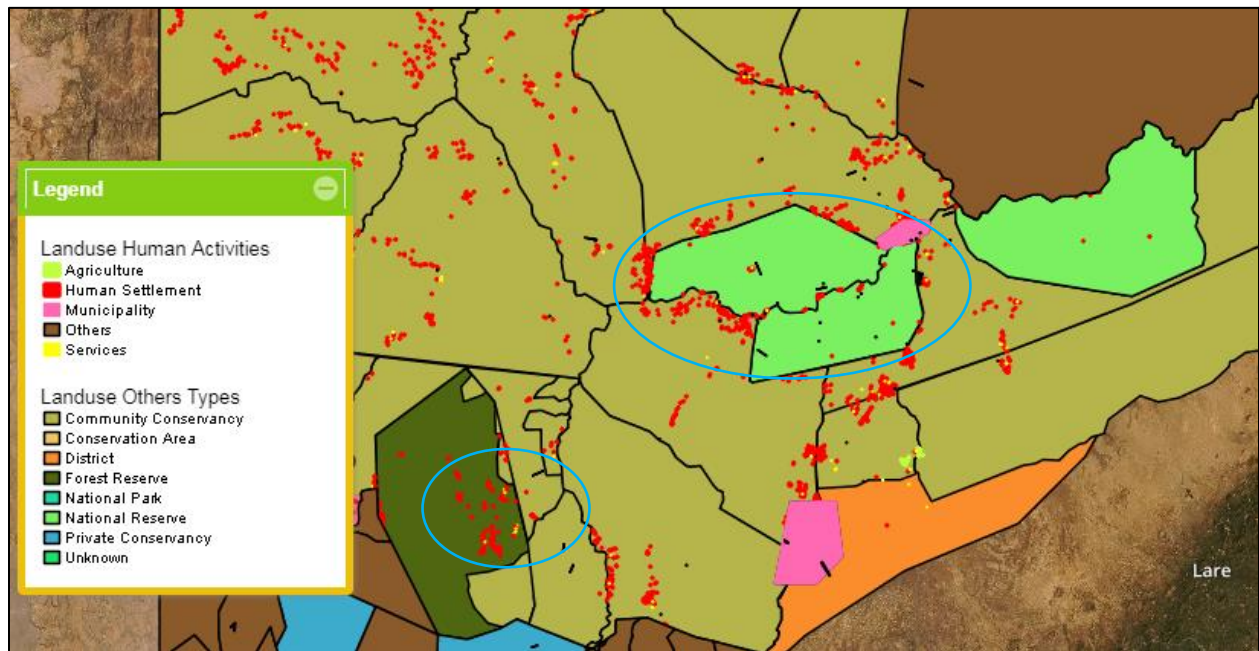 Legend
Landuse Human Activities
Agriculture
Human Settlement
Municipality
Others
Services
Landuse Others Types
Community Conservancy
Conservation Area
District
Forest Reserve
National Park
National Reserve
Private Conservancy
Unknown
Lare